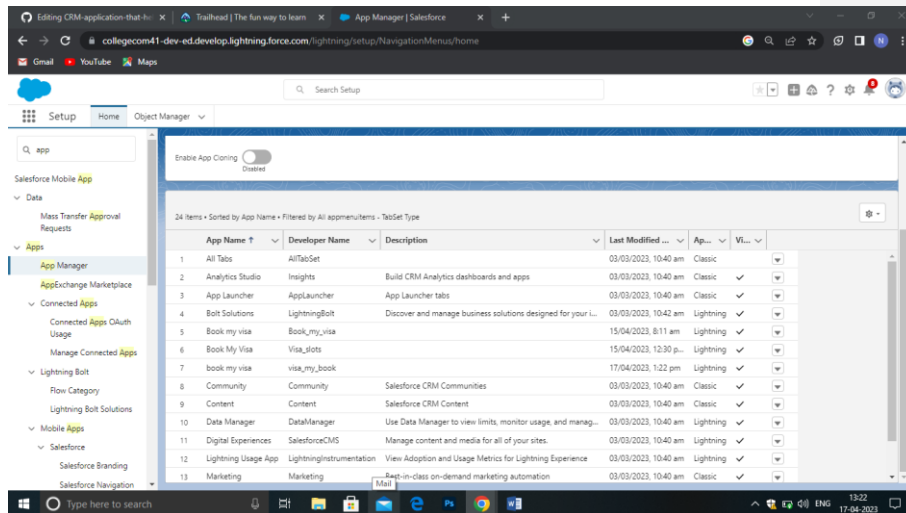 Editing CRM-application-that-ho
Trailhead | The fun way to learn
App Manager | Salesforce
collegecom41-dev-ed.develop.lightning.force.com/lightning/setup/NavigationMenus/home
N
Gmail YouTube Maps
Search Setup
8
Setup Home Object Manager
app
Salesforce Mobile App
Data
Mass Transfer Approval
Requests
Apps
App Manager
AppExchange Marketplace
Connected Apps
Connected Apps OAuth
Usage
Manage Connected Apps
Lightning Bolt
Flow Category
Lightning Bolt Solutions
Mobile Apps
Salesforce
Salesforce Branding
Salesforce Navigation
Enable App Cloning
Disabled
24 items • Sorted by App Name • Filtered by All appmenuitems - TabSet Type
App Name ↑ Developer Name Description Last Modified ... Ap... Vi...
1 All Tabs AllTabSet 03/03/2023, 10:40 am Classic
2 Analytics Studio Insights Build CRM Analytics dashboards and apps 03/03/2023, 10:40 am Classic ✓
3 App Launcher AppLauncher App Launcher tabs 03/03/2023, 10:40 am Classic ✓
4 Bolt Solutions LightningBolt Discover and manage business solutions designed for your i... 03/03/2023, 10:42 am Lightning ✓
5 Book my visa Book_my_visa 15/04/2023, 8:11 am Lightning ✓
6 Book My Visa Visa_slots 15/04/2023, 12:30 p... Lightning ✓
7 book my visa visa_my_book 17/04/2023, 1:22 pm Lightning ✓
8 Community Community Salesforce CRM Communities 03/03/2023, 10:40 am Classic ✓
9 Content Content Salesforce CRM Content 03/03/2023, 10:40 am Classic ✓
10 Data Manager DataManager Use Data Manager to view limits, monitor usage, and manag... 03/03/2023, 10:40 am Lightning ✓
11 Digital Experiences SalesforceCMS Manage content and media for all of your sites. 03/03/2023, 10:40 am Lightning ✓
12 Lightning Usage App LightningInstrumentation View Adoption and Usage Metrics for Lightning Experience 03/03/2023, 10:40 am Lightning ✓
13 Marketing Marketing Best-in-class on-demand marketing automation 03/03/2023, 10:40 am Classic ✓
Mail
Type here to search
Ps
ENG
13:22
17-04-2023